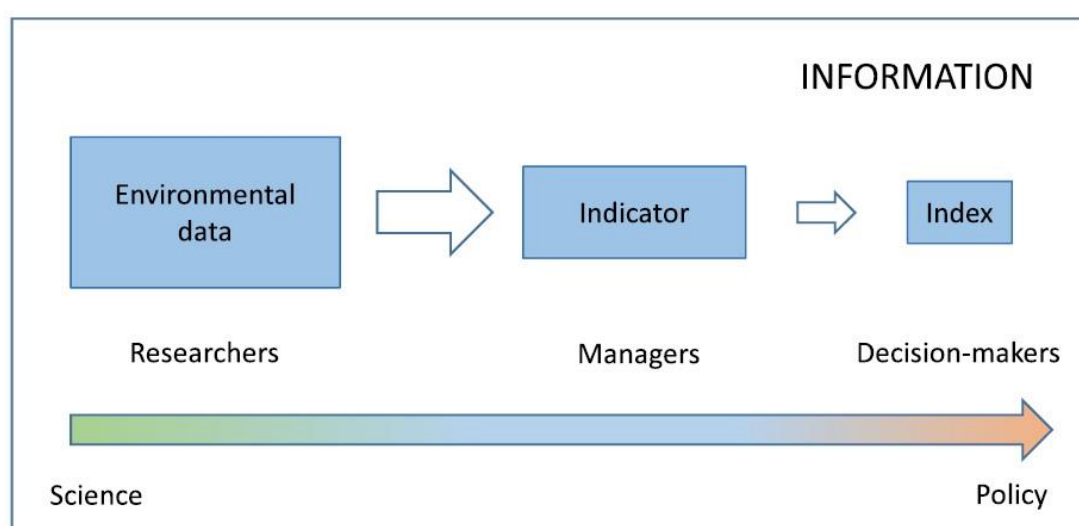 INFORMATION
Environmental
data
Indicator
Index
Researchers
Managers
Decision-makers
Science
Policy